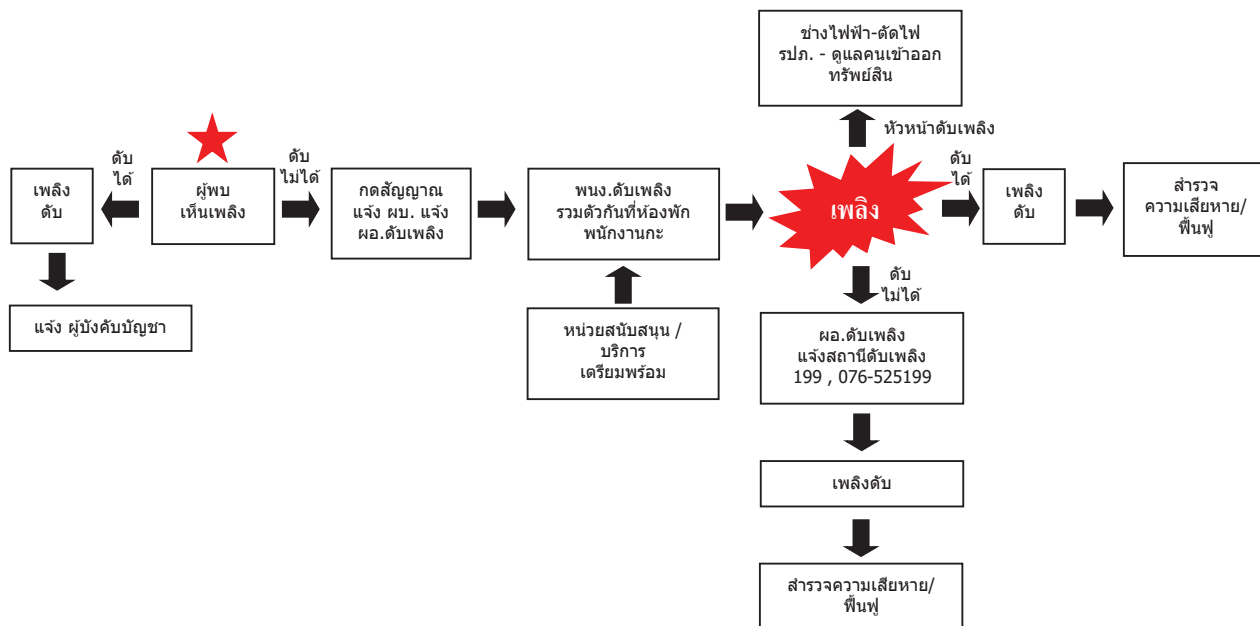 ช่างไฟฟ้า-ตัดไฟ
รปภ. - ดูแลคนเข้าออก
ทรัพย์สิน
หัวหน้าดับเพลิง
เพลิง
ดับ
ดับ
ได้
ผู้พบ
เห็นเพลิง
ดับ
ไม่ได้
กดสัญญาณ
แจ้ง ผบ. แจ้ง
ผอ.ดับเพลิง
พนง.ดับเพลิง
รวมตัวกันที่ห้องพัก
พนักงานกะ
เพลิง
ดับ
ได้
เพลิง
ดับ
สำรวจ
ความเสียหาย/
ฟื้นฟู
แจ้ง ผู้บังคับบัญชา
หน่วยสนับสนุน /
บริการ
เตรียมพร้อม
ดับ
ไม่ได้
ผอ.ดับเพลิง
แจ้งสถานีดับเพลิง
199 , 076-525199
เพลิงดับ
สำรวจความเสียหาย/
ฟื้นฟู